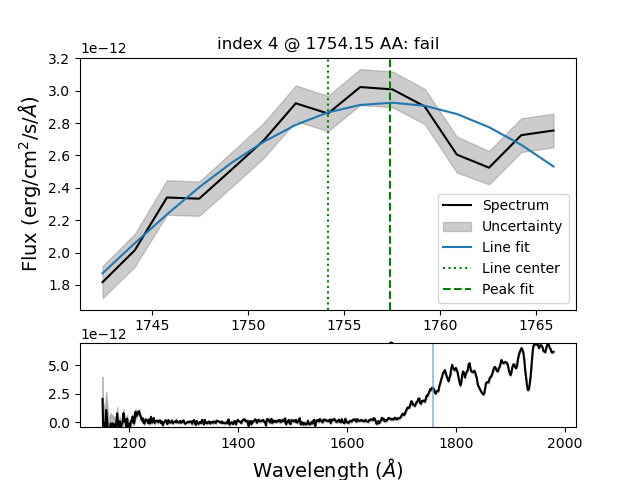 index 4 @ 1754.15 AA: fail
1e−12
3.2
3.0
2.8
2.6
2.4
2.2
2.0
1.8
Flux (erg/cm²/s/Å)
Spectrum
Uncertainty
Line fit
Line center
Peak fit
1745 1750 1755 1760 1765
1e−12
5.0
2.5
0.0
1200 1400 1600 1800 2000
Wavelength (Å)